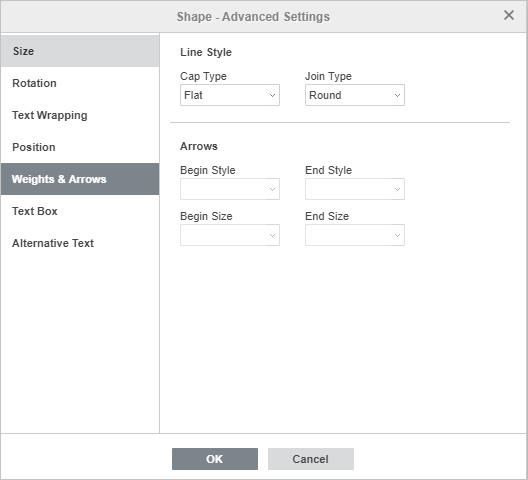 Shape - Advanced Settings
Size
Rotation
Text Wrapping
Position
Weights & Arrows
Text Box
Alternative Text
Line Style
Cap Type Join Type
Flat Round
Arrows
Begin Style End Style
Begin Size End Size
OK Cancel